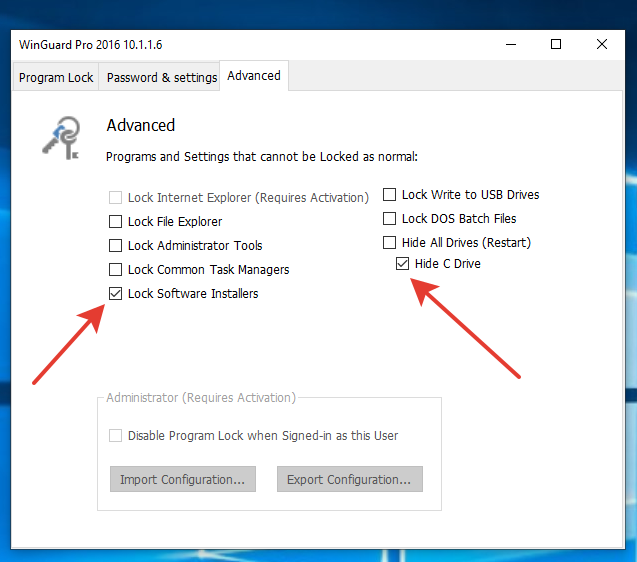 WinGuard Pro 2016 10.1.1.6
Program Lock
Password & settings
Advanced
Advanced
Programs and Settings that cannot be Locked as normal:
Lock Internet Explorer (Requires Activation)
Lock File Explorer
Lock Administrator Tools
Lock Common Task Managers
Lock Software Installers
Lock Write to USB Drives
Lock DOS Batch Files
Hide All Drives (Restart)
Hide C Drive
Administrator (Requires Activation)
Disable Program Lock when Signed-in as this User
Import Configuration...
Export Configuration...